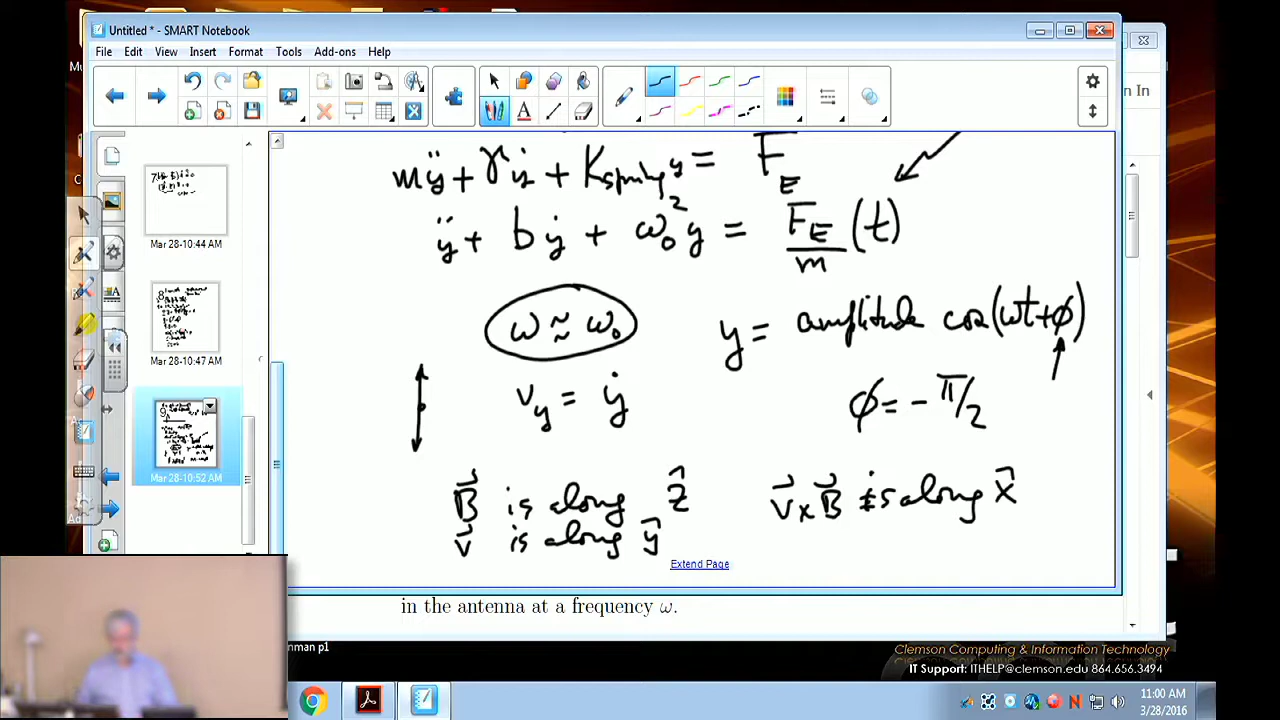 Untitled * - SMART Notebook
File Edit View Insert Format Tools Add-ons Help
n In
mÿ + γẏ + K_spring y = F_E
ÿ + bẏ + ω₀²y = F_E/m (t)
ω ≈ ω₀
y = amplitude cos(ωt+φ)
v_y = ẏ
φ = -π/2
B⃗ is along ẑ
v⃗ x B⃗ is along x̂
v⃗ is along ŷ
Extend Page
Mar 28-10:44 AM
Mar 28-10:47 AM
Mar 28-10:52 AM
in the antenna at a frequency ω.
nman p1
Clemson Computing & Information Technology
IT Support: ITHELP@clemson.edu 864.656.3494
11:00 AM
3/28/2016